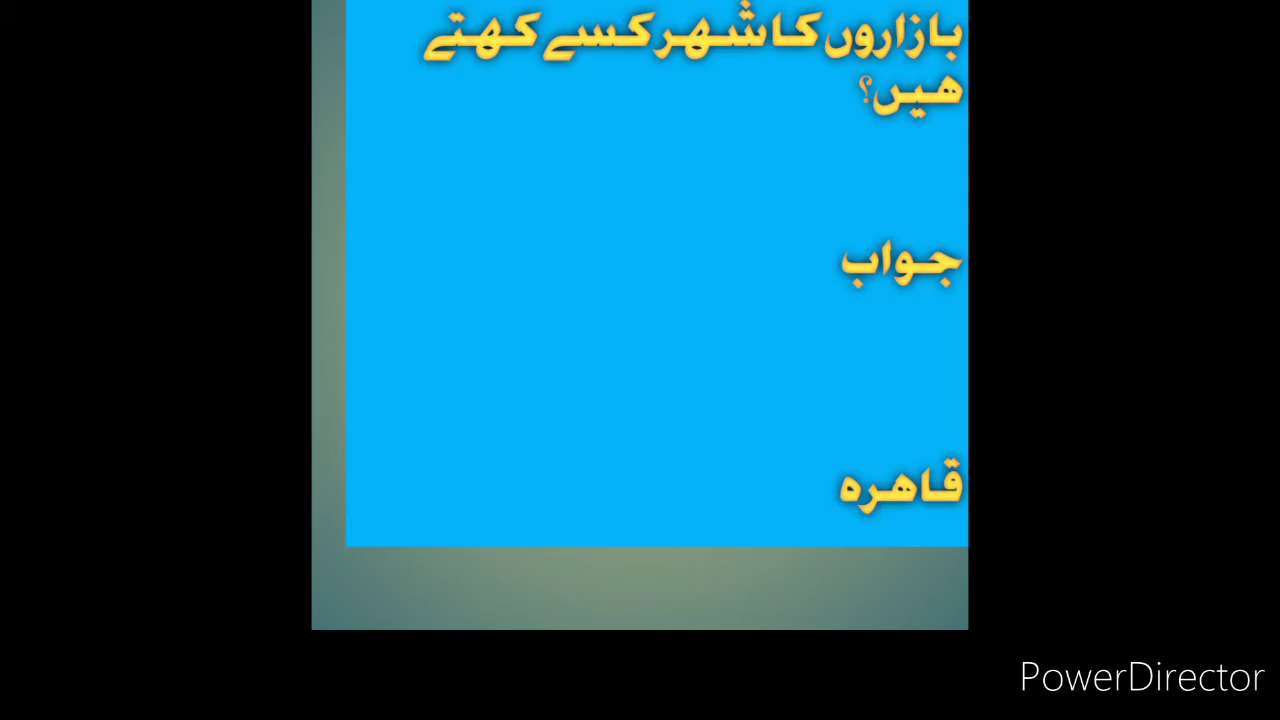 بازاروں کا شہر کسے کہتے
ہیں؟
جواب
قاہرہ
PowerDirector